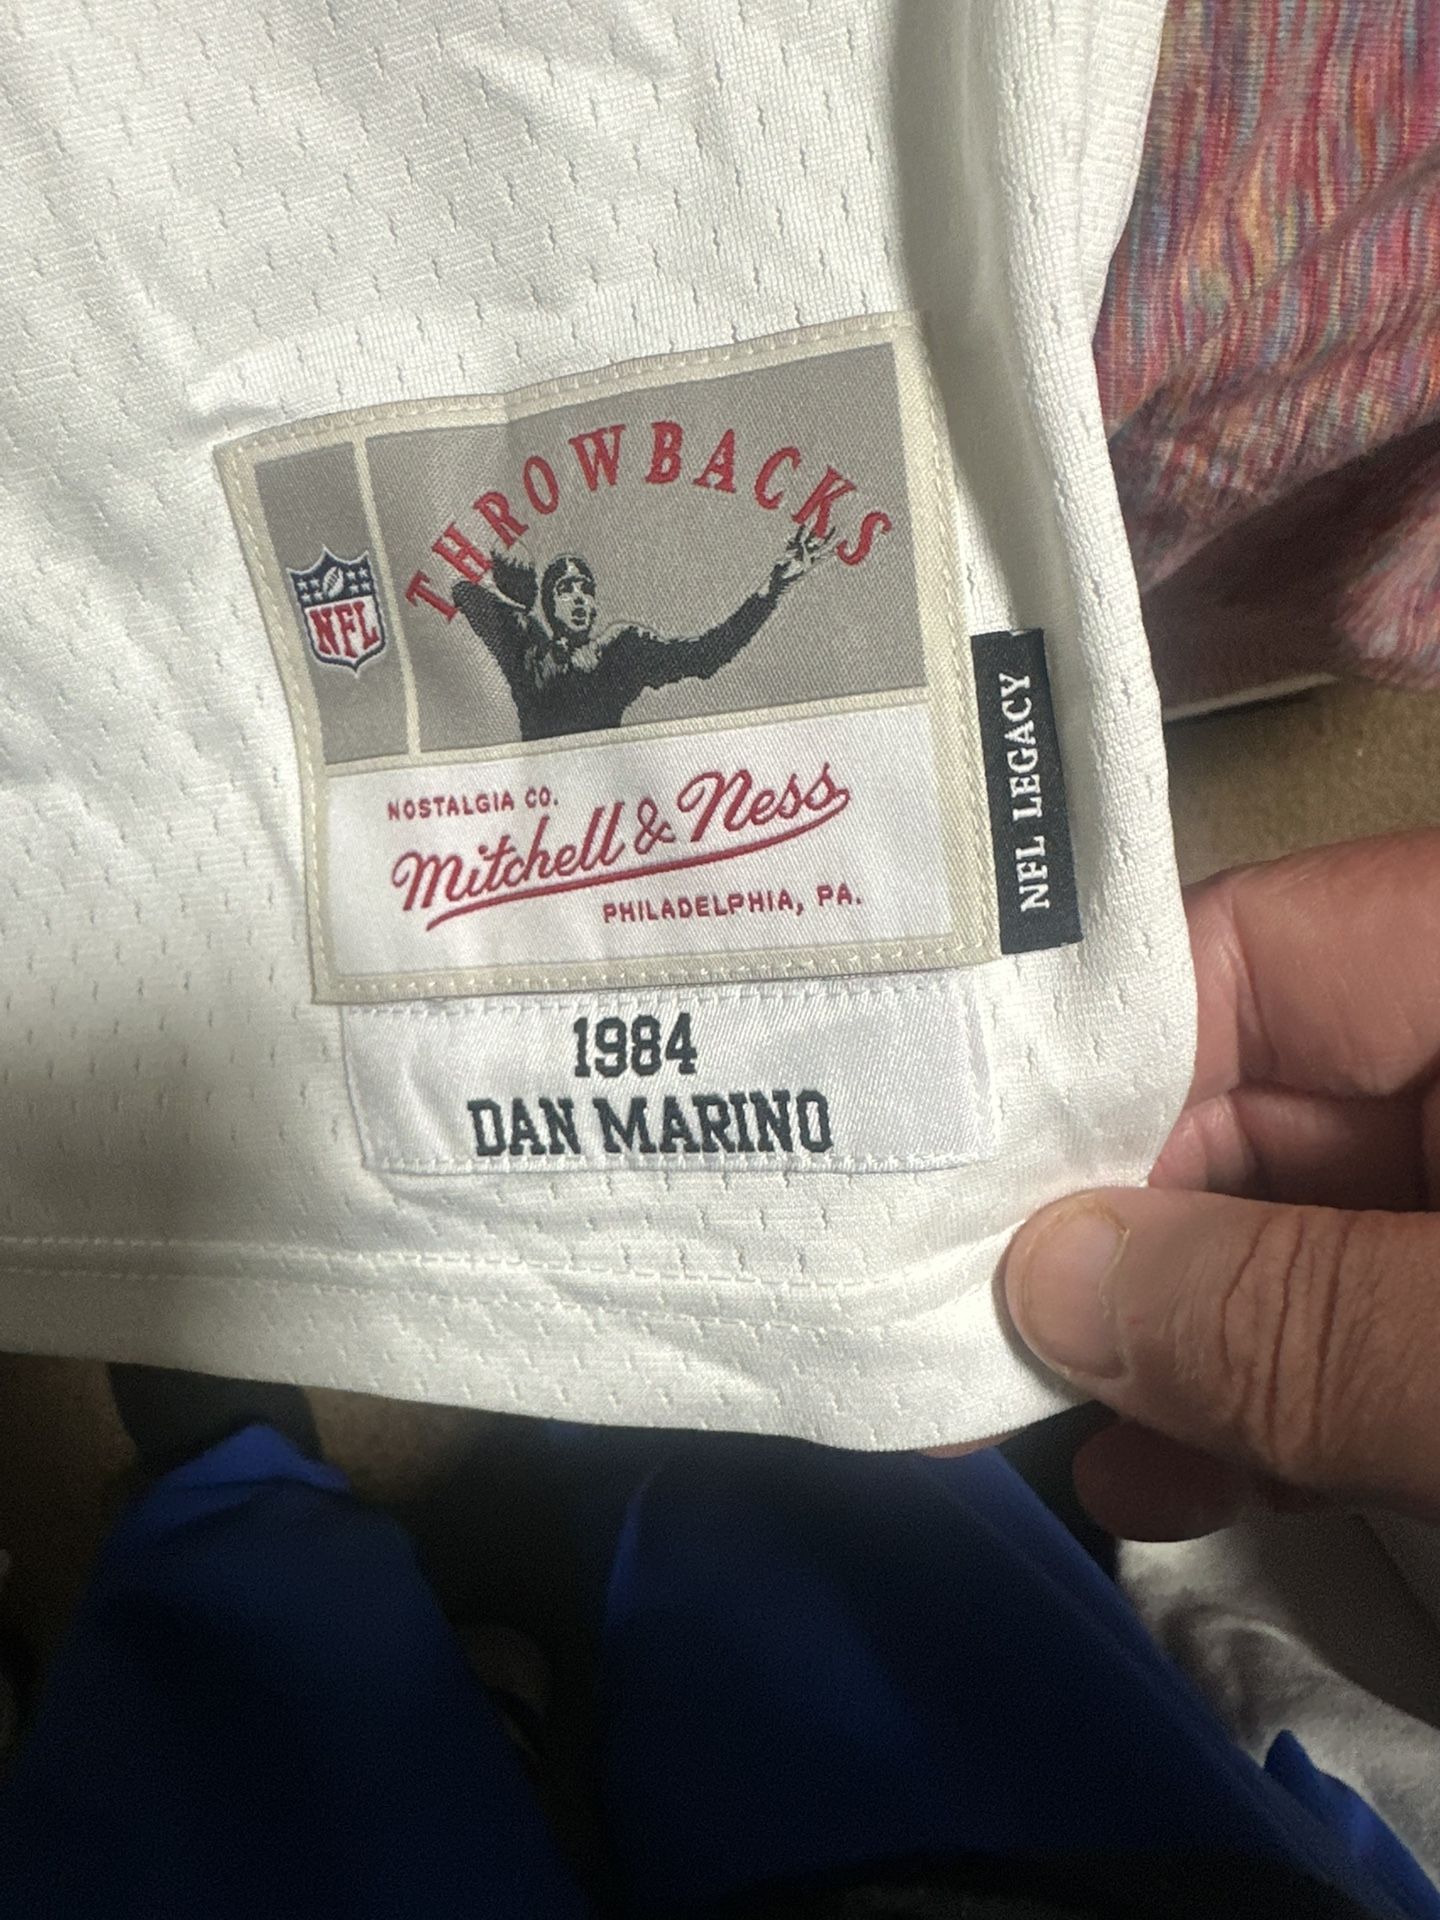 THROWBACKS
NFL
NOSTALGIA CO.
Mitchell & Ness
PHILADELPHIA, PA.
NFL LEGACY
1984
DAN MARINO